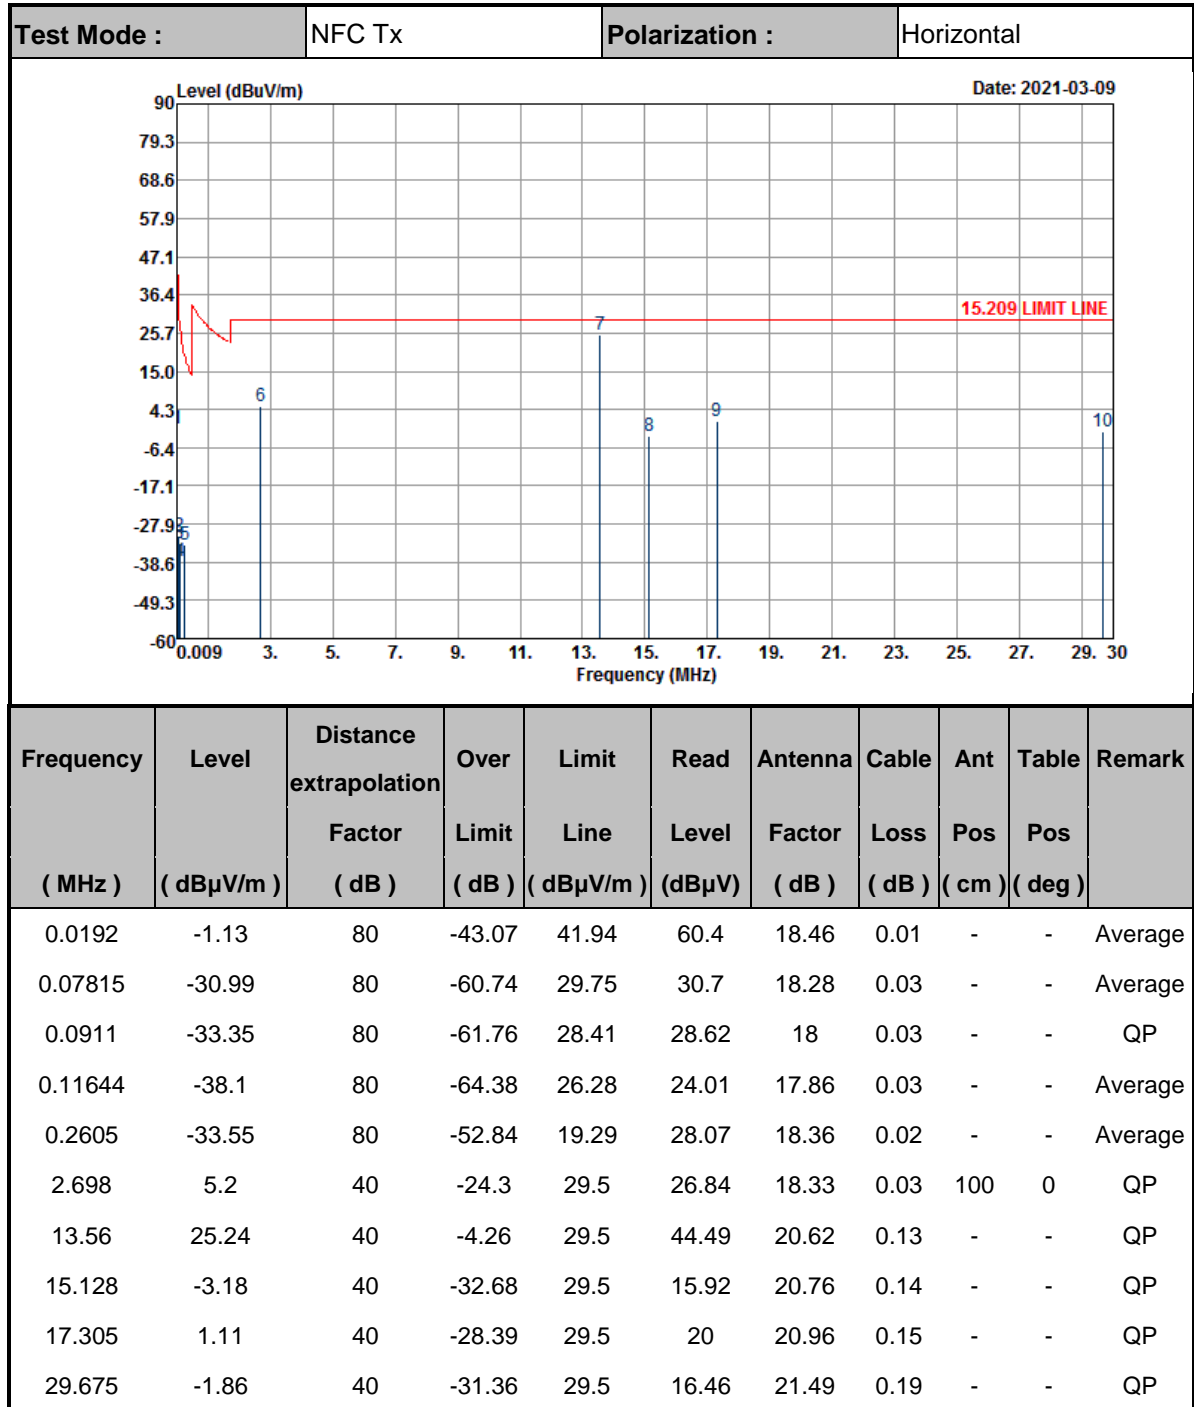 Test Mode : NFC Tx Polarization : Horizontal
Level (dBuV/m) Date: 2021-03-09
90
79.3
68.6
57.9
47.1
36.4
15.209 LIMIT LINE
7
25.7
15.0
6
4.3
9
8
10
-6.4
-17.1
-27.9
5
-38.6
-49.3
-60
0.009 3. 5. 7. 9. 11. 13. 15. 17. 19. 21. 23. 25. 27. 29. 30
Frequency (MHz)
Frequency Level Distance extrapolation Over Limit Read Antenna Cable Ant Table Remark
Factor Limit Line Level Factor Loss Pos Pos
( MHz ) ( dBµV/m ) ( dB ) ( dB ) ( dBµV/m ) (dBµV) ( dB ) ( dB ) ( cm ) ( deg )
0.0192 -1.13 80 -43.07 41.94 60.4 18.46 0.01 - - Average
0.07815 -30.99 80 -60.74 29.75 30.7 18.28 0.03 - - Average
0.0911 -33.35 80 -61.76 28.41 28.62 18 0.03 - - QP
0.11644 -38.1 80 -64.38 26.28 24.01 17.86 0.03 - - Average
0.2605 -33.55 80 -52.84 19.29 28.07 18.36 0.02 - - Average
2.698 5.2 40 -24.3 29.5 26.84 18.33 0.03 100 0 QP
13.56 25.24 40 -4.26 29.5 44.49 20.62 0.13 - - QP
15.128 -3.18 40 -32.68 29.5 15.92 20.76 0.14 - - QP
17.305 1.11 40 -28.39 29.5 20 20.96 0.15 - - QP
29.675 -1.86 40 -31.36 29.5 16.46 21.49 0.19 - - QP